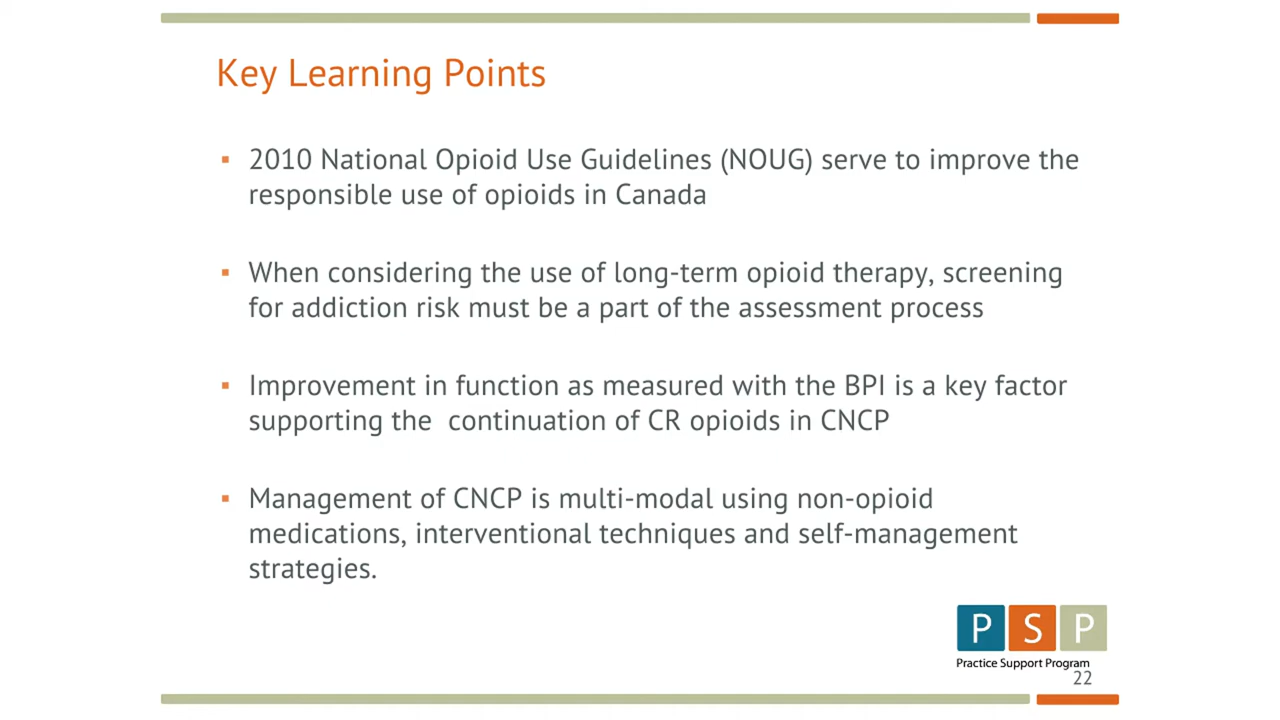 Key Learning Points
▪ 2010 National Opioid Use Guidelines (NOUG) serve to improve the
responsible use of opioids in Canada
▪ When considering the use of long-term opioid therapy, screening
for addiction risk must be a part of the assessment process
▪ Improvement in function as measured with the BPI is a key factor
supporting the  continuation of CR opioids in CNCP
▪ Management of CNCP is multi-modal using non-opioid
medications, interventional techniques and self-management
strategies.
P S P
Practice Support Program
22